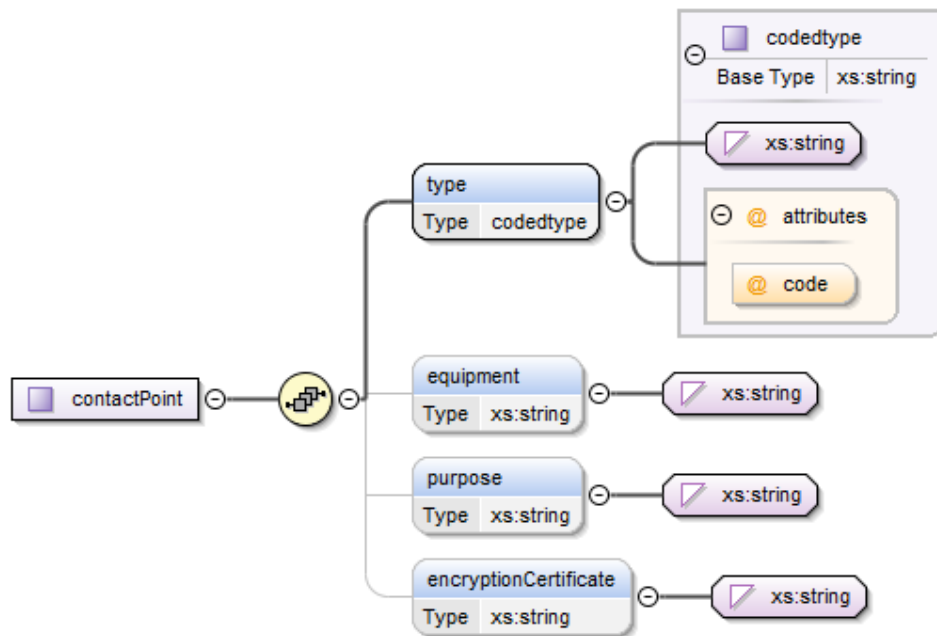 codedtype
Base Type xs:string
xs:string
type
Type codedtype
@ attributes
@ code
contactPoint
equipment
Type xs:string
xs:string
purpose
Type xs:string
xs:string
encryptionCertificate
Type xs:string
xs:string